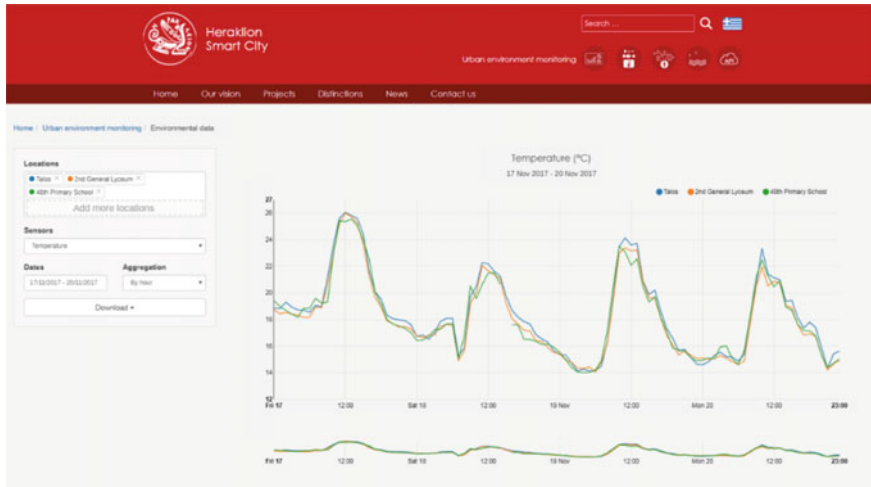 Heraklion
Smart City
Search ...
Urban environment monitoring
Home Our vision Projects Distinctions News Contact us
Home / Urban environment monitoring / Environmental data
Locations
Talos × 2nd General Lyceum ×
48th Primary School ×
Add more locations
Sensors
Temperature
Dates Aggregation
17/11/2017 - 20/11/2017 By hour
Download
Temperature (°C)
17 Nov 2017 - 20 Nov 2017
Talos 2nd General Lyceum 48th Primary School
27
26
24
22
20
18
16
14
12
Fri 17 12:00 Sat 18 12:00 19 Nov 12:00 Mon 20 12:00 23:00
Fri 17 12:00 Sat 18 12:00 19 Nov 12:00 Mon 20 12:00 23:00